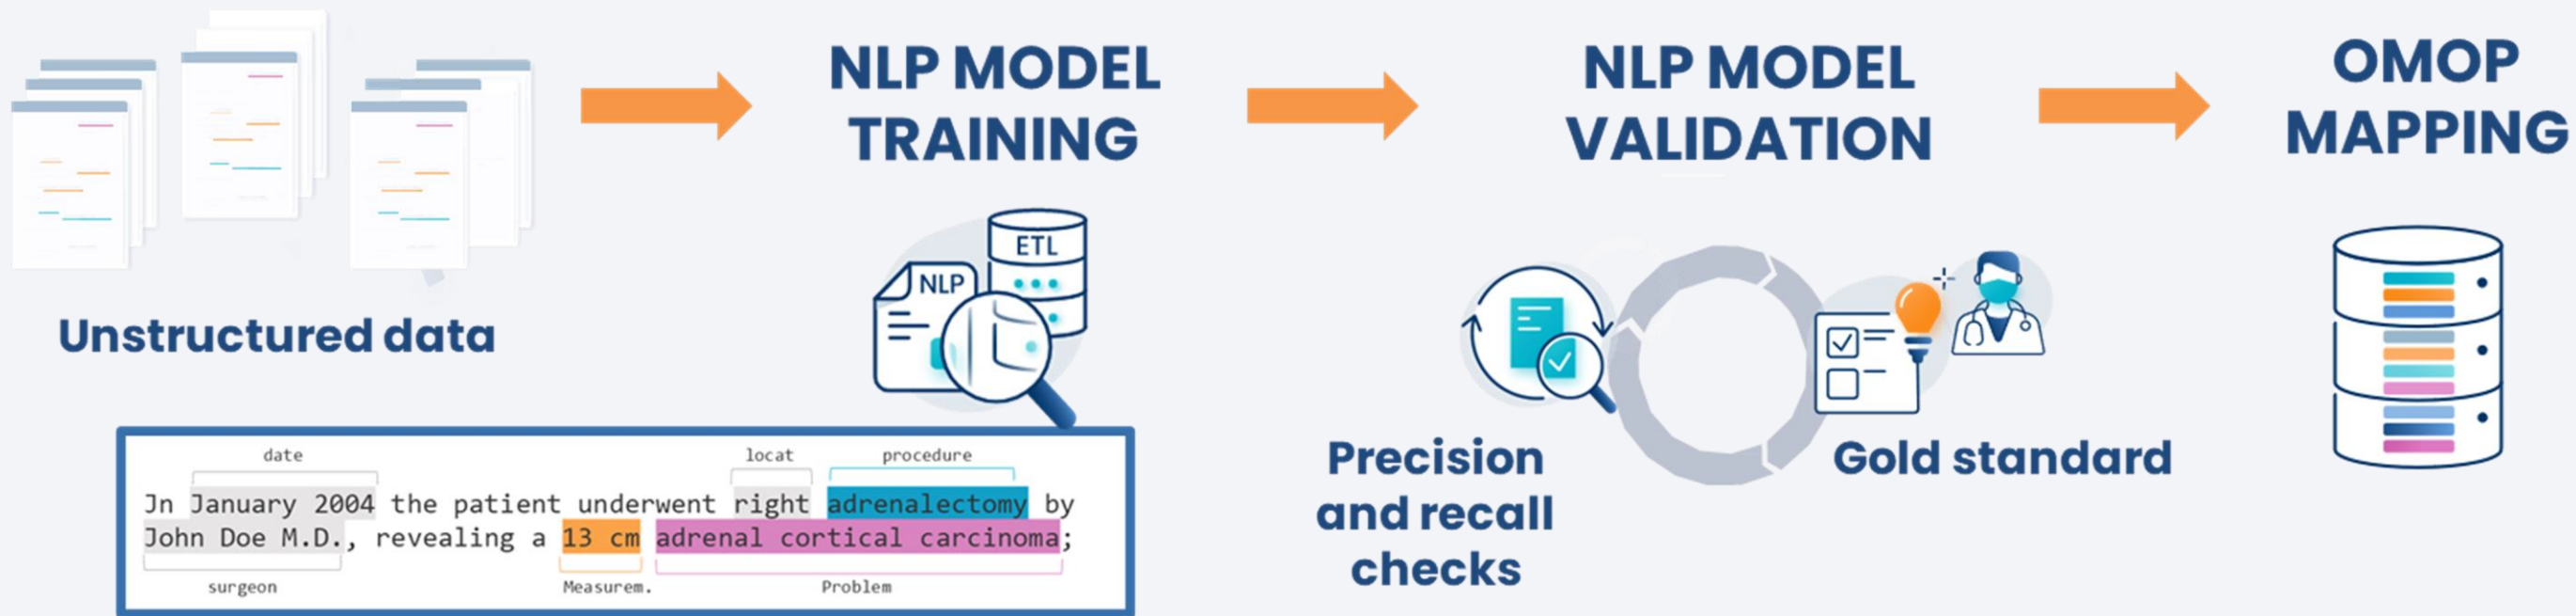 NLP MODEL
TRAINING
NLP MODEL
VALIDATION
OMOP
MAPPING
Unstructured data
NLP
ETL
date
locat
procedure
Jn January 2004 the patient underwent right adrenalectomy by
John Doe M.D., revealing a 13 cm adrenal cortical carcinoma;
surgeon
Measurem.
Problem
Precision
and recall
checks
Gold standard